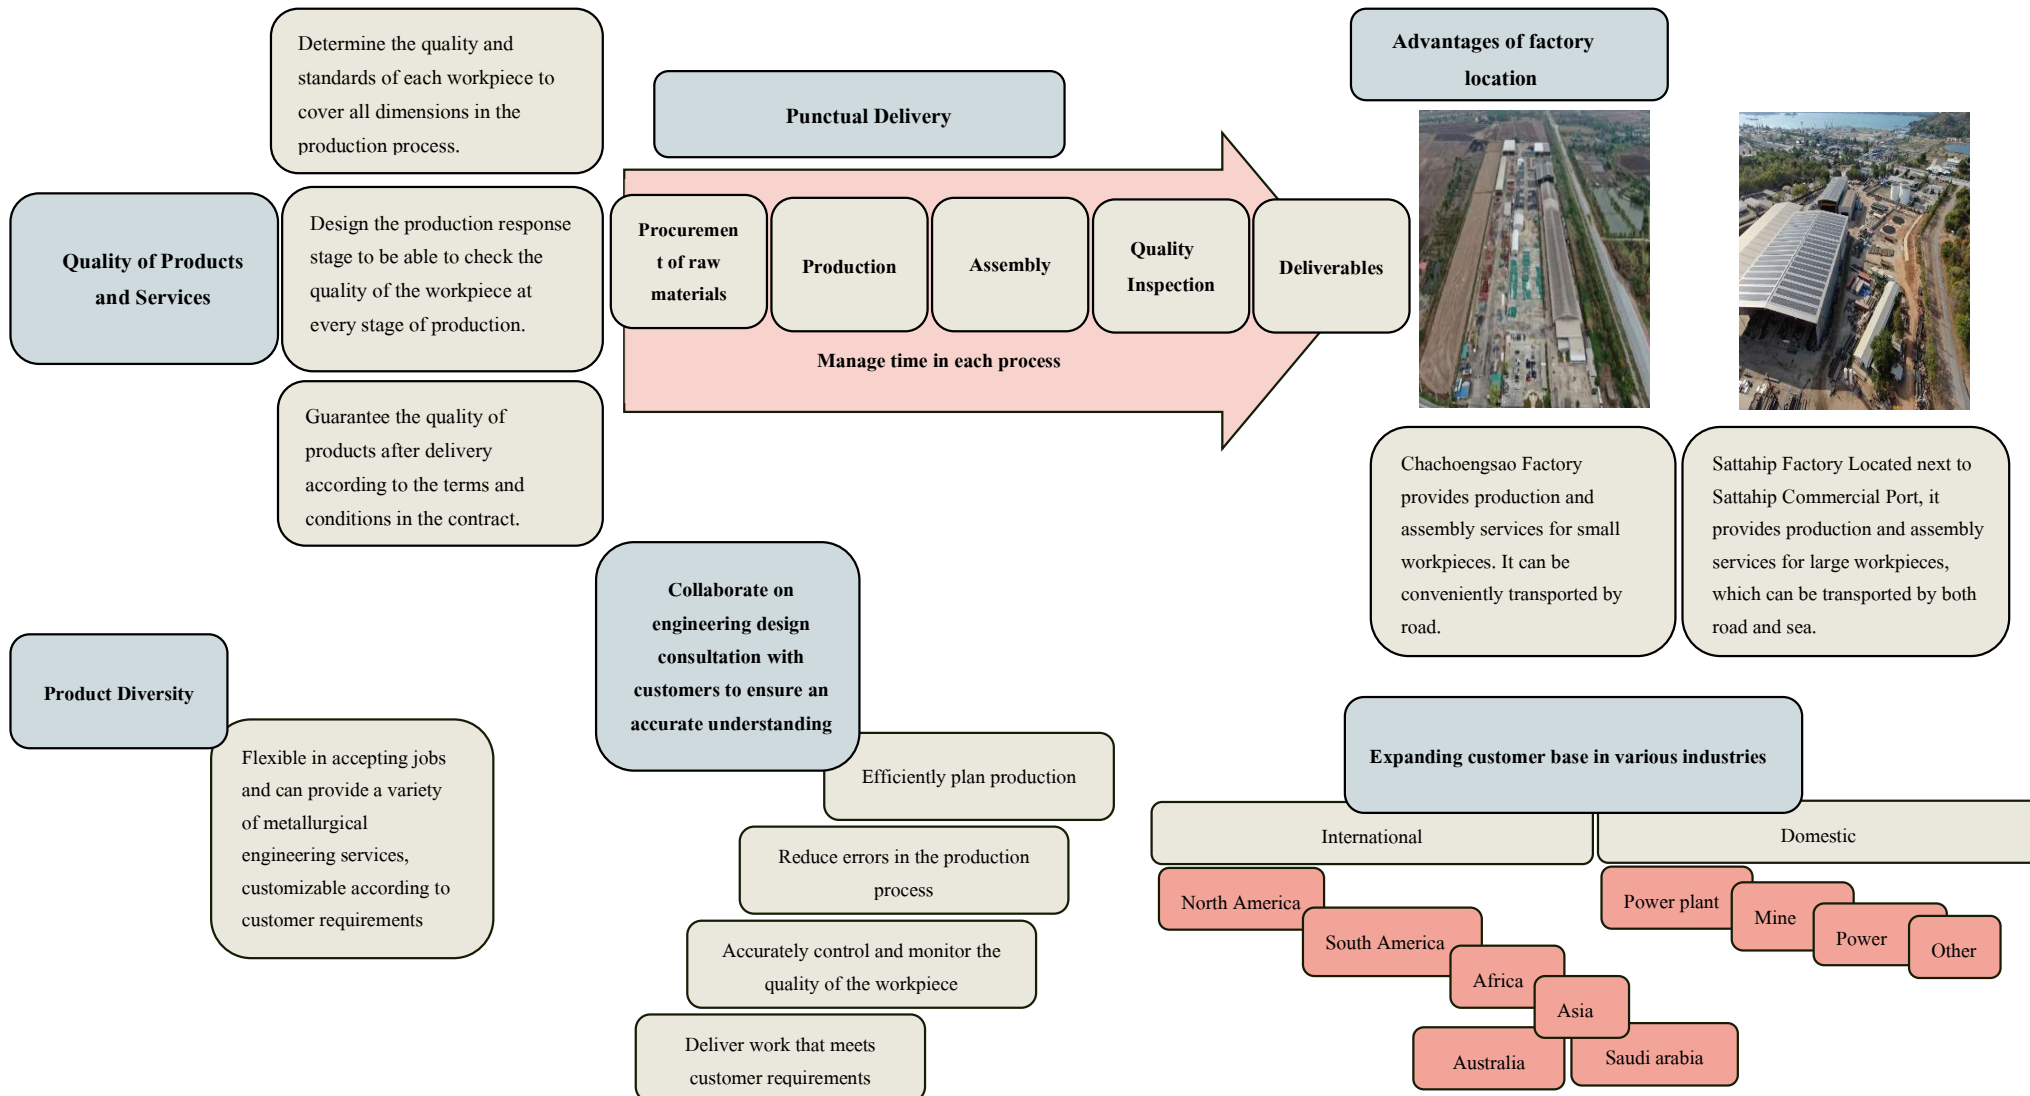 Determine the quality and
standards of each workpiece to
cover all dimensions in the
production process.
Quality of Products
and Services
Design the production response
stage to be able to check the
quality of the workpiece at
every stage of production.
Guarantee the quality of
products after delivery
according to the terms and
conditions in the contract.
Punctual Delivery
Procuremen
t of raw
materials
Production
Assembly
Quality
Inspection
Deliverables
Manage time in each process
Advantages of factory
location
Chachoengsao Factory
provides production and
assembly services for small
workpieces. It can be
conveniently transported by
road.
Sattahip Factory Located next to
Sattahip Commercial Port, it
provides production and assembly
services for large workpieces,
which can be transported by both
road and sea.
Product Diversity
Flexible in accepting jobs
and can provide a variety
of metallurgical
engineering services,
customizable according to
customer requirements
Collaborate on
engineering design
consultation with
customers to ensure an
accurate understanding
Efficiently plan production
Reduce errors in the production
process
Accurately control and monitor the
quality of the workpiece
Deliver work that meets
customer requirements
Expanding customer base in various industries
International
Domestic
North America
South America
Africa
Asia
Australia
Saudi arabia
Power plant
Mine
Power
Other